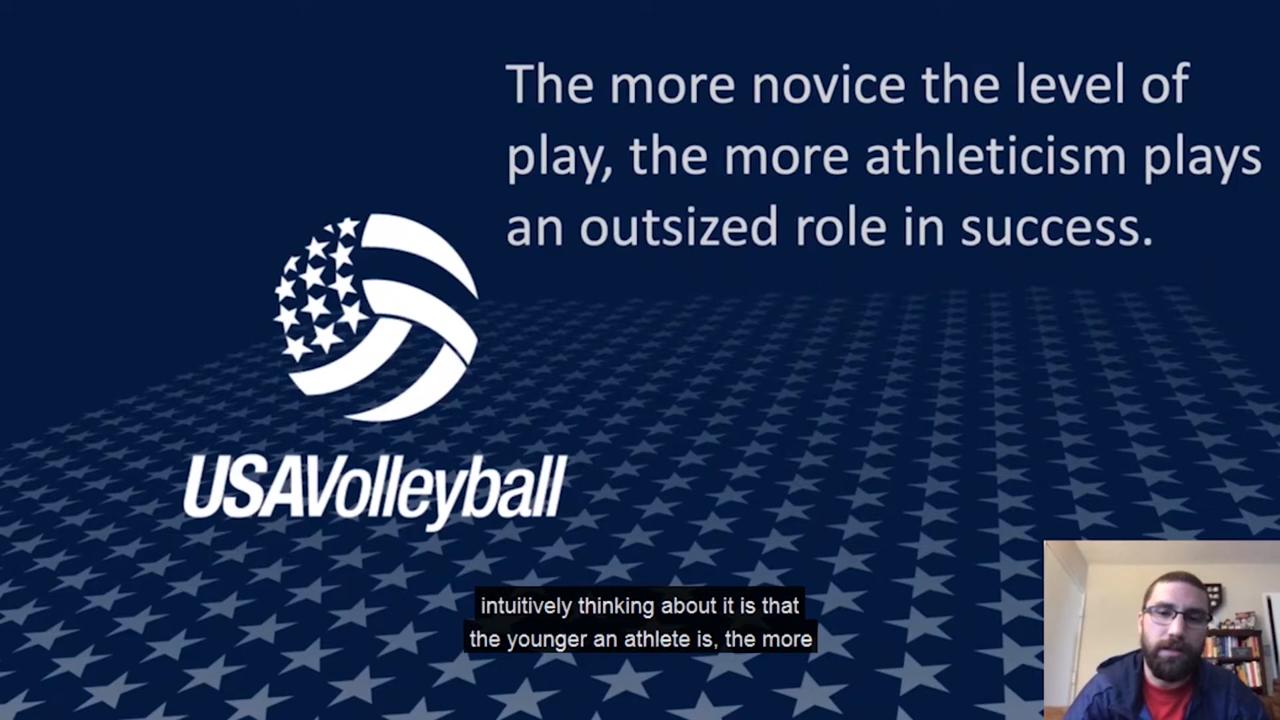 The more novice the level of
play, the more athleticism plays
an outsized role in success.
USAVolleyball
intuitively thinking about it is that
the younger an athlete is, the more